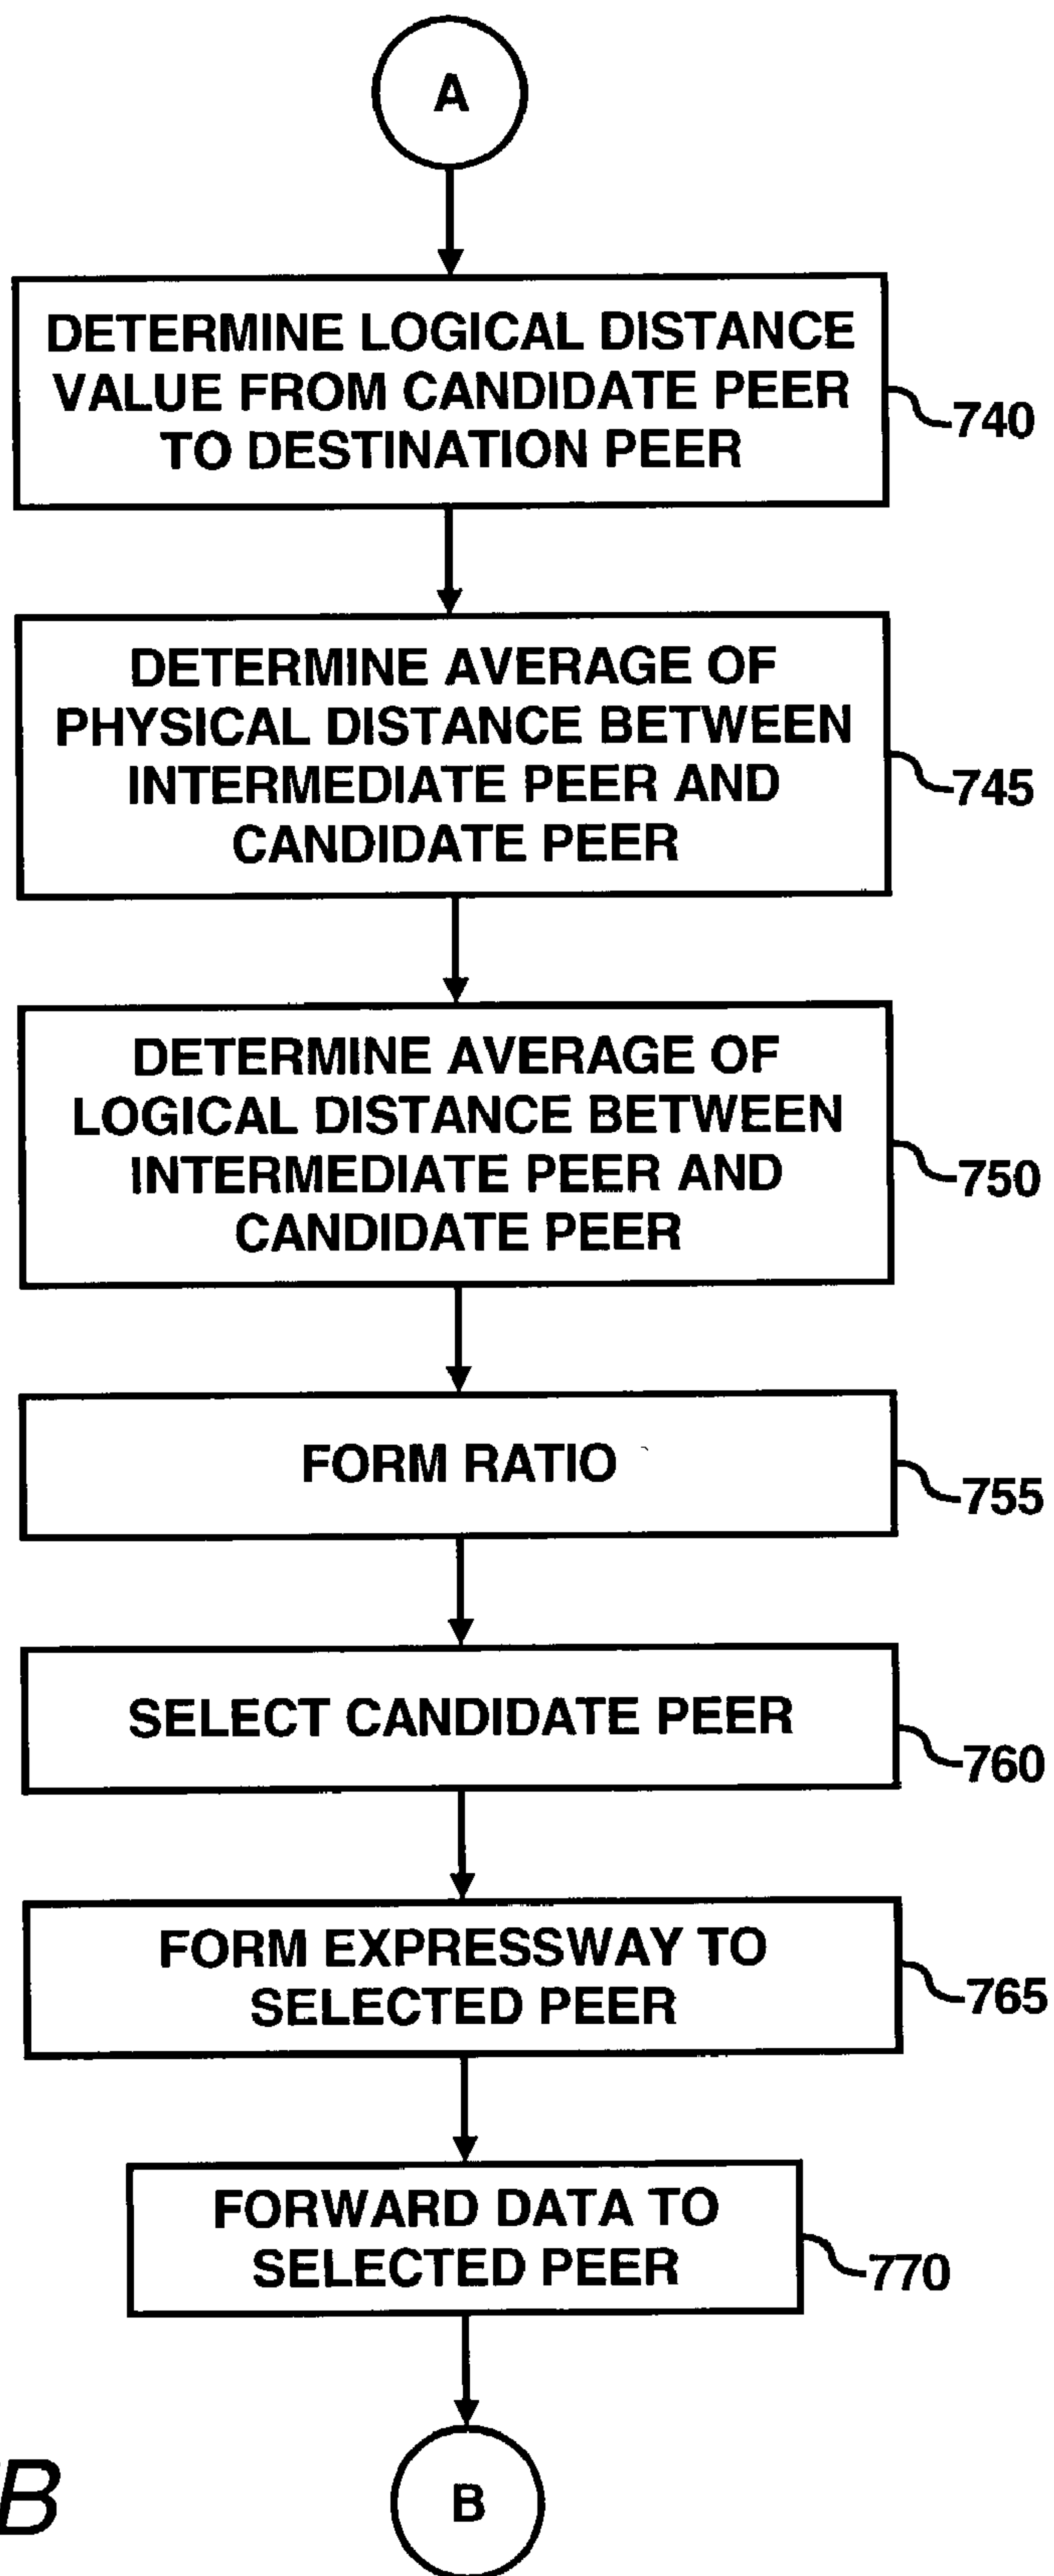 A
DETERMINE LOGICAL DISTANCE
VALUE FROM CANDIDATE PEER
TO DESTINATION PEER
740
DETERMINE AVERAGE OF
PHYSICAL DISTANCE BETWEEN
INTERMEDIATE PEER AND
CANDIDATE PEER
745
DETERMINE AVERAGE OF
LOGICAL DISTANCE BETWEEN
INTERMEDIATE PEER AND
CANDIDATE PEER
750
FORM RATIO
755
SELECT CANDIDATE PEER
760
FORM EXPRESSWAY TO
SELECTED PEER
765
FORWARD DATA TO
SELECTED PEER
770
B
B